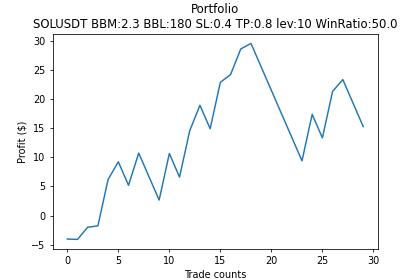 Portfolio
SOLUSDT BBM:2.3 BBL:180 SL:0.4 TP:0.8 lev:10 WinRatio:50.0
30
25
20
15
10
5
0
−5
Profit ($)
0 5 10 15 20 25 30
Trade counts